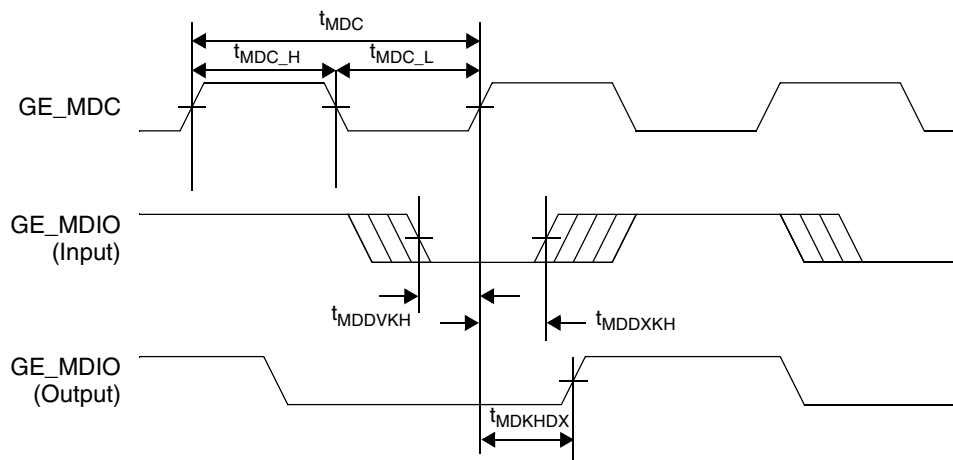 tMDC
tMDC_H
tMDC_L
GE_MDC
GE_MDIO
(Input)
tMDDVKH
tMDDXKH
GE_MDIO
(Output)
tMDKHDX